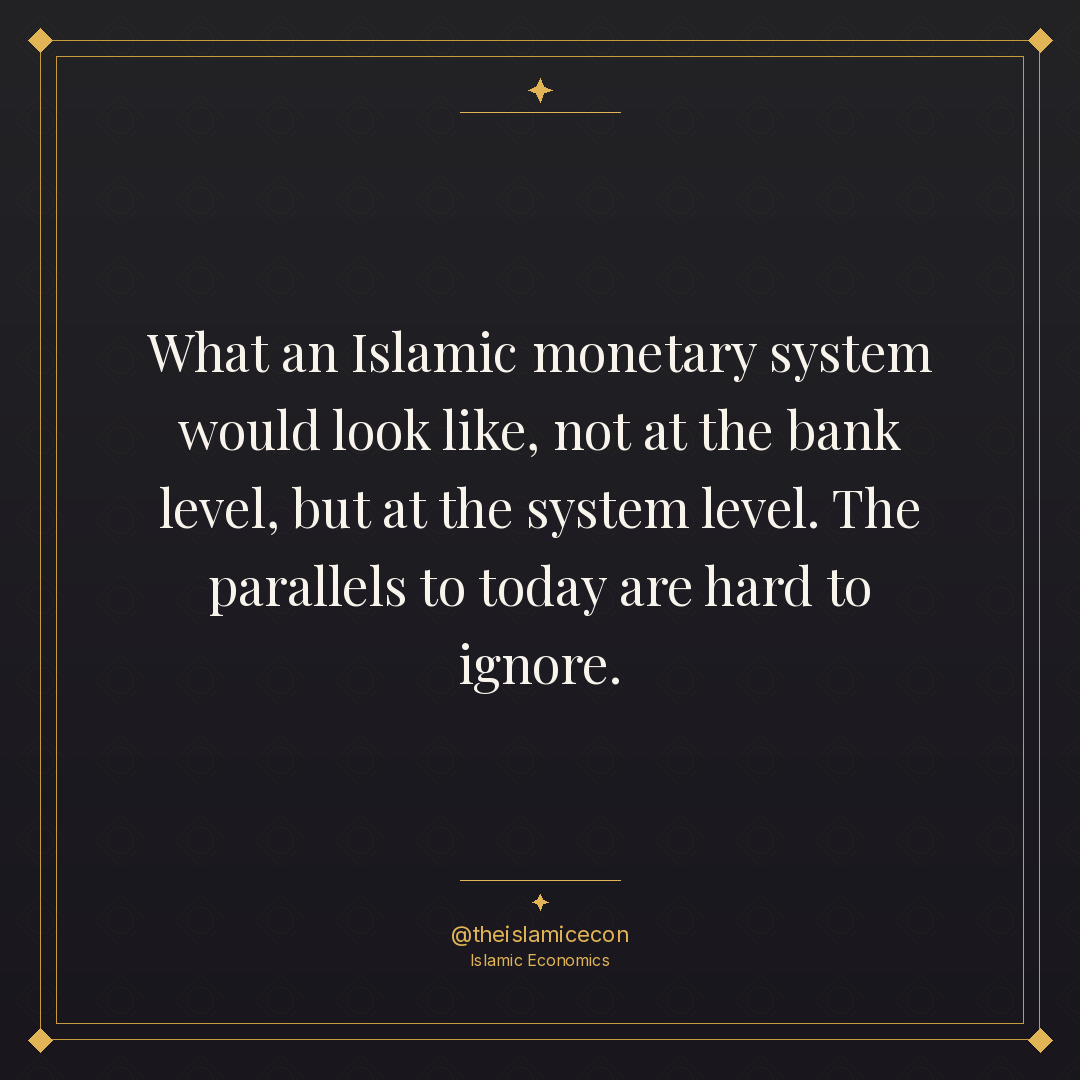 What an Islamic monetary system
would look like, not at the bank
level, but at the system level. The
parallels to today are hard to
ignore.
@theislamicecon
Islamic Economics